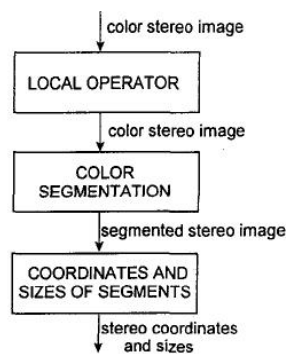 color stereo image
LOCAL OPERATOR
color stereo image
COLOR
SEGMENTATION
segmented stereo image
COORDINATES AND
SIZES OF SEGMENTS
stereo coordinates
and sizes